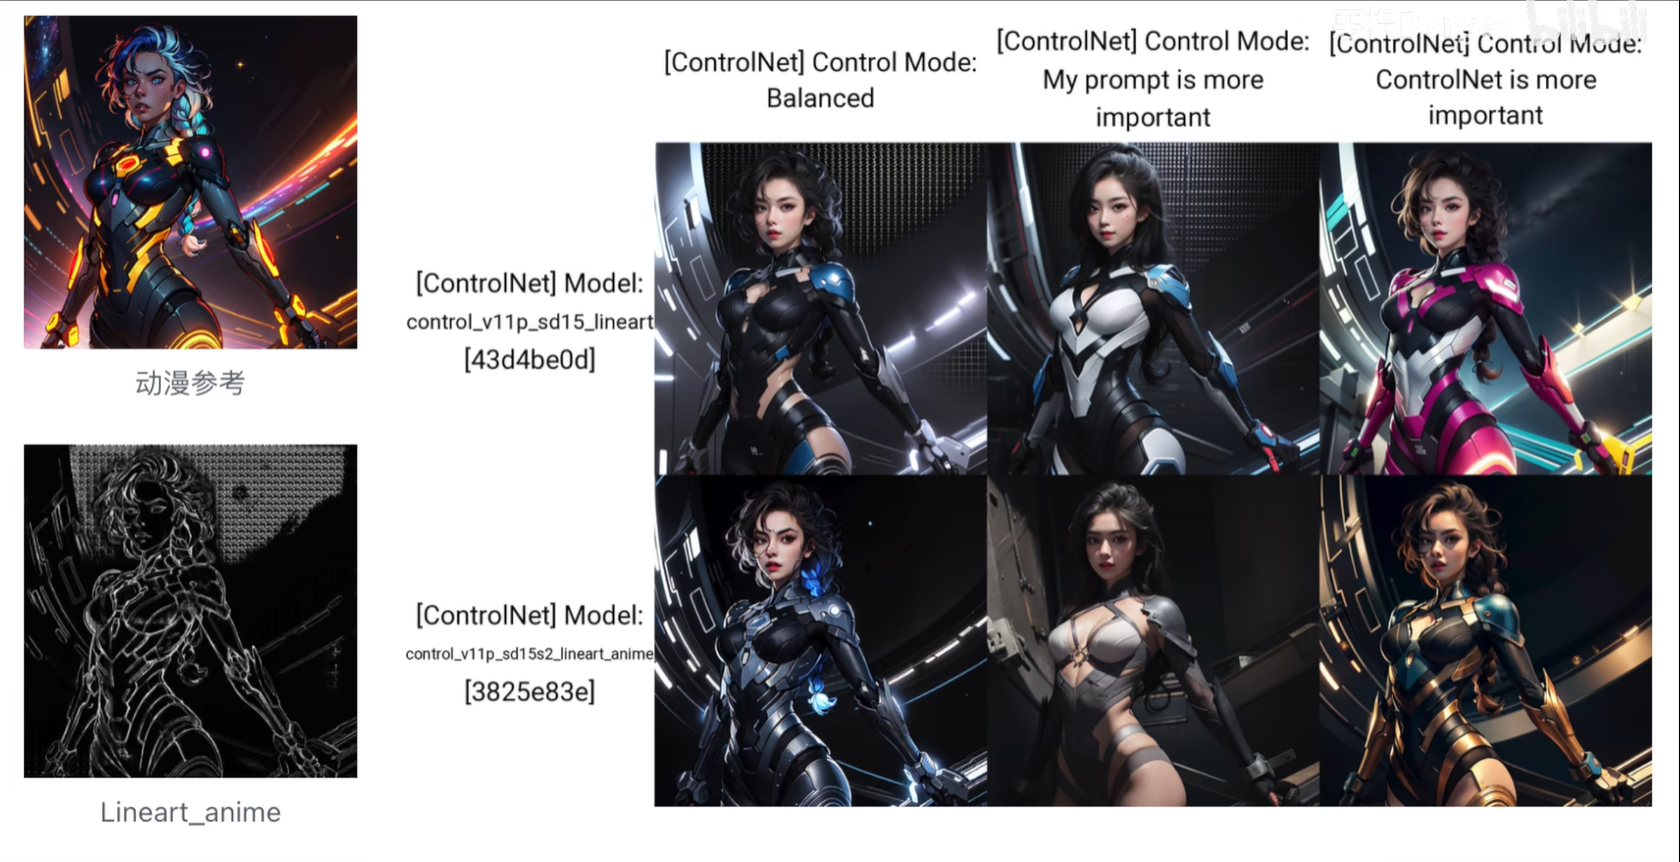 [ControlNet] Control Mode:
Balanced
[ControlNet] Control Mode:
My prompt is more
important
[ControlNet] Control Mode:
ControlNet is more
important
动漫参考
[ControlNet] Model:
control_v11p_sd15_lineart
[43d4be0d]
[ControlNet] Model:
control_v11p_sd15s2_lineart_anime
[3825e83e]
Lineart_anime